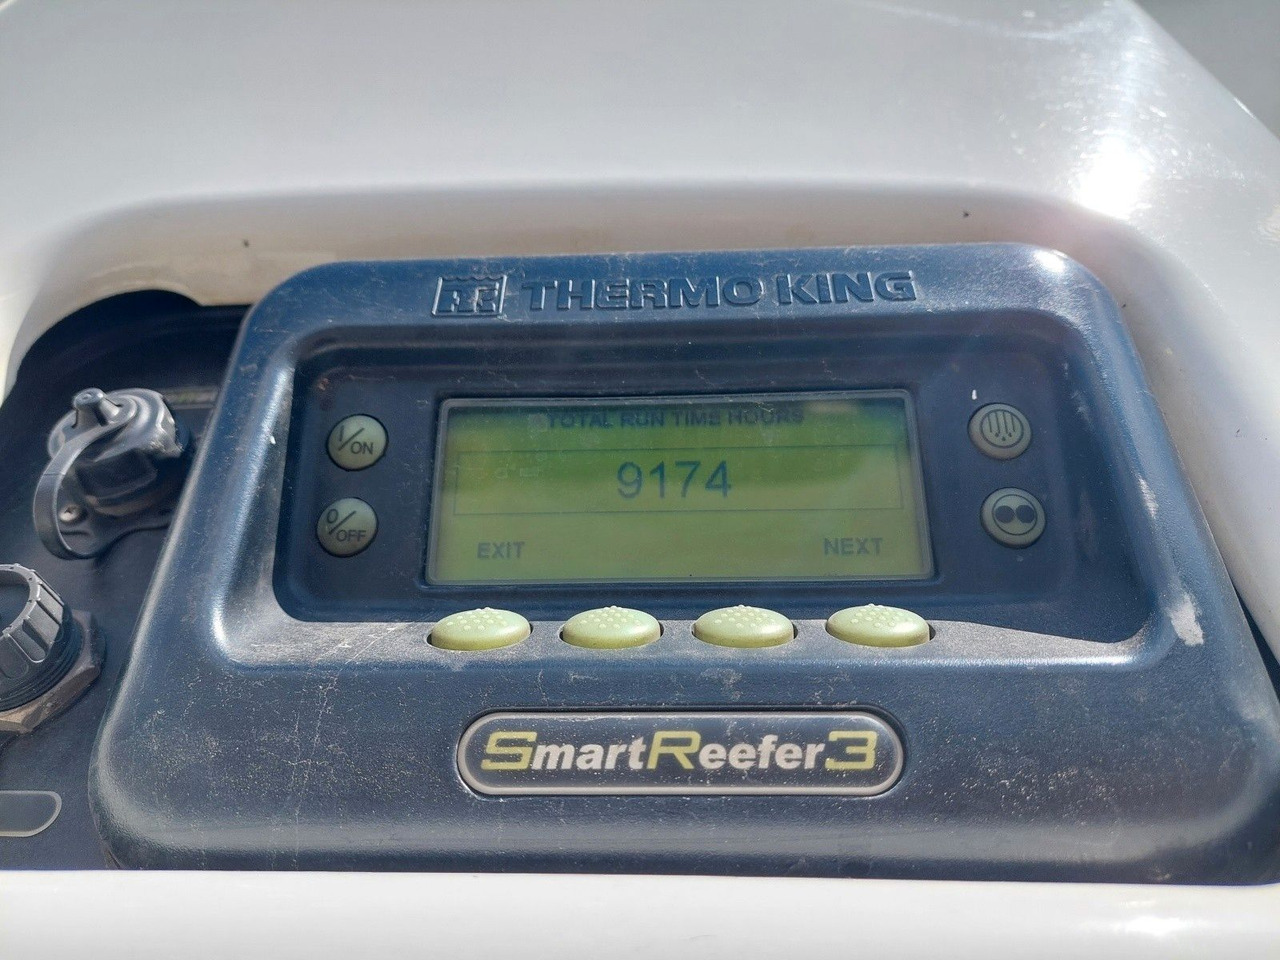 THERMO KING
I/ON
O/OFF
TOTAL RUN TIME HOURS
9174
EXIT NEXT
SmartReefer3